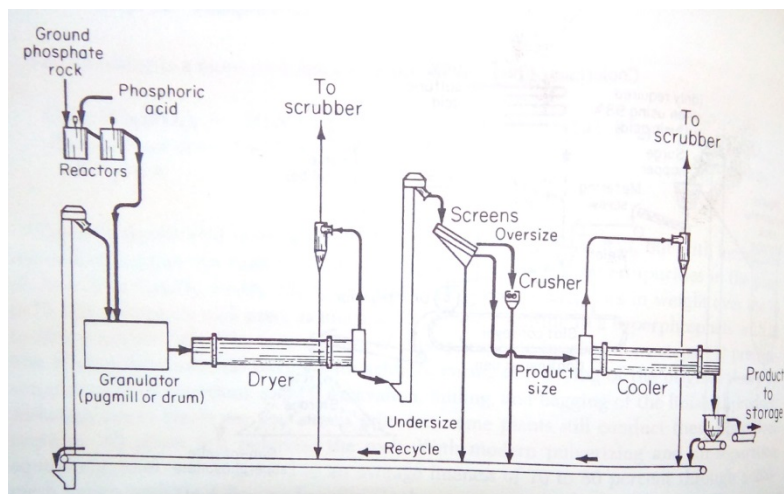 Ground
phosphate
rock
Phosphoric
acid
Reactors
To
scrubber
To
scrubber
Screens
Oversize
Crusher
Granulator
(pugmill or drum)
Dryer
Product
size
Cooler
Product
to
storage
Undersize
Recycle